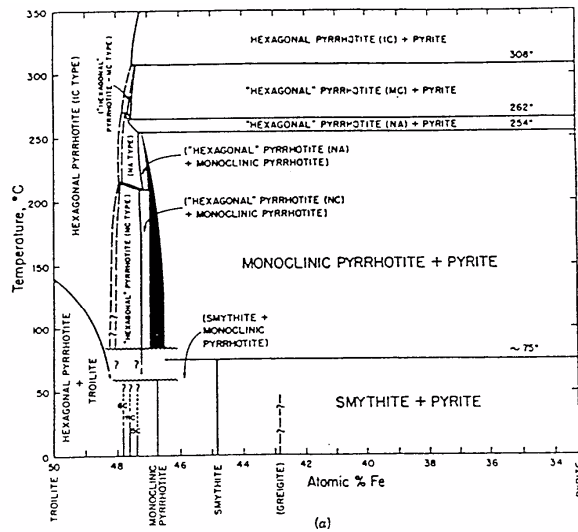 HEXAGONAL PYRRHOTITE (IC) + PYRITE
308°
"HEXAGONAL" PYRRHOTITE (MC) + PYRITE
262°
"HEXAGONAL" PYRRHOTITE (NA) + PYRITE
254°
("HEXAGONAL" PYRRHOTITE (NA)
+ MONOCLINIC PYRRHOTITE)
("HEXAGONAL" PYRRHOTITE (NC)
+ MONOCLINIC PYRRHOTITE)
MONOCLINIC PYRRHOTITE + PYRITE
(SMYTHITE +
MONOCLINIC
PYRRHOTITE)
~75°
SMYTHITE + PYRITE
HEXAGONAL PYRRHOTITE (IC TYPE)
("HEXAGONAL"
PYRRHOTITE - MC TYPE)
(NA TYPE)
"HEXAGONAL" PYRRHOTITE (NC TYPE)
HEXAGONAL PYRRHOTITE
+
TROILITE
? ?
? ?
? ? ?
?
?
Temperature, °C
350
300
250
200
150
100
50
0
50 48 46 44 42 40 38 36 34
Atomic % Fe
TROILITE
MONOCLINIC
PYRRHOTITE
SMYTHITE
(GREIGITE)
PYRITE
(a)